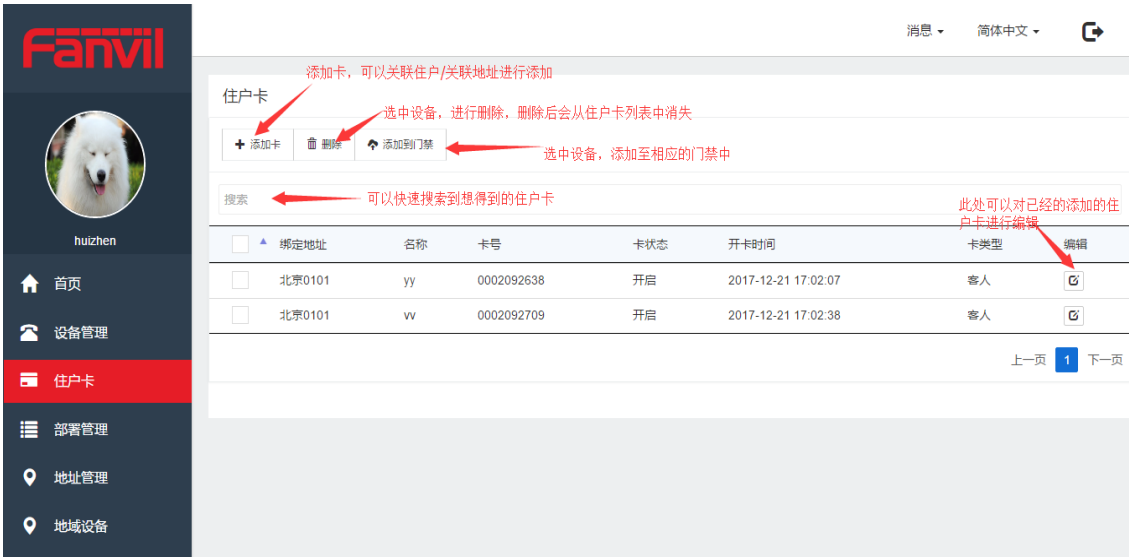 Fanvil
消息
简体中文
添加卡，可以关联住户/关联地址进行添加
住户卡
选中设备，进行删除，删除后会从住户卡列表中消失
添加卡
删除
添加到门禁
选中设备，添加至相应的门禁中
搜索
可以快速搜索到想得到的住户卡
此处可以对已经的添加的住
户卡进行编辑
huizhen
绑定地址 名称 卡号 卡状态 开卡时间 卡类型 编辑
北京0101 yy 0002092638 开启 2017-12-21 17:02:07 客人
北京0101 vv 0002092709 开启 2017-12-21 17:02:38 客人
上一页 1 下一页
首页
设备管理
住户卡
部署管理
地址管理
地域设备